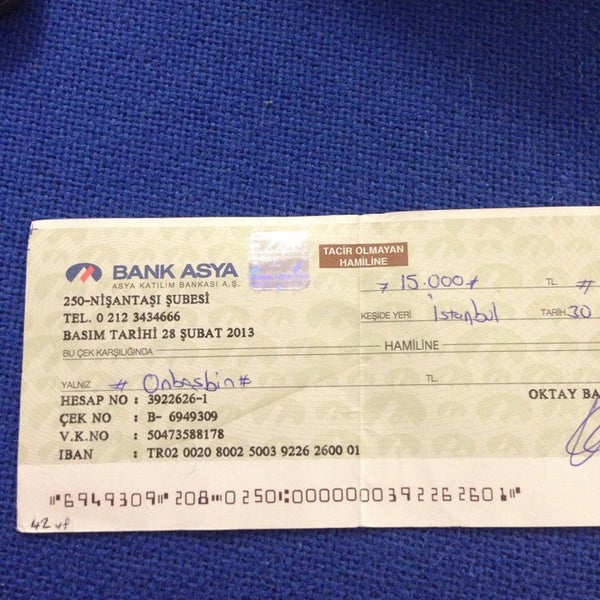 BANK ASYA
ASYA KATILIM BANKASI A.Ş.
TACİR OLMAYAN
HAMİLİNE
250-NİŞANTAŞI ŞUBESİ
15.000 TL #
TEL. 0 212 3434666
KEŞİDE YERİ İstanbul TARİH 30
BASIM TARİHİ 28 ŞUBAT 2013
BU ÇEK KARŞILIĞINDA HAMİLİNE
YALNIZ # Onbeşbin # TL.
HESAP NO : 3922626-1 OKTAY BA
ÇEK NO : B- 6949309
V.K.NO : 50473588178
IBAN : TR02 0020 8002 5003 9226 2600 01
⑈6949309⑈208⑉0250⑆0000000392262601⑈